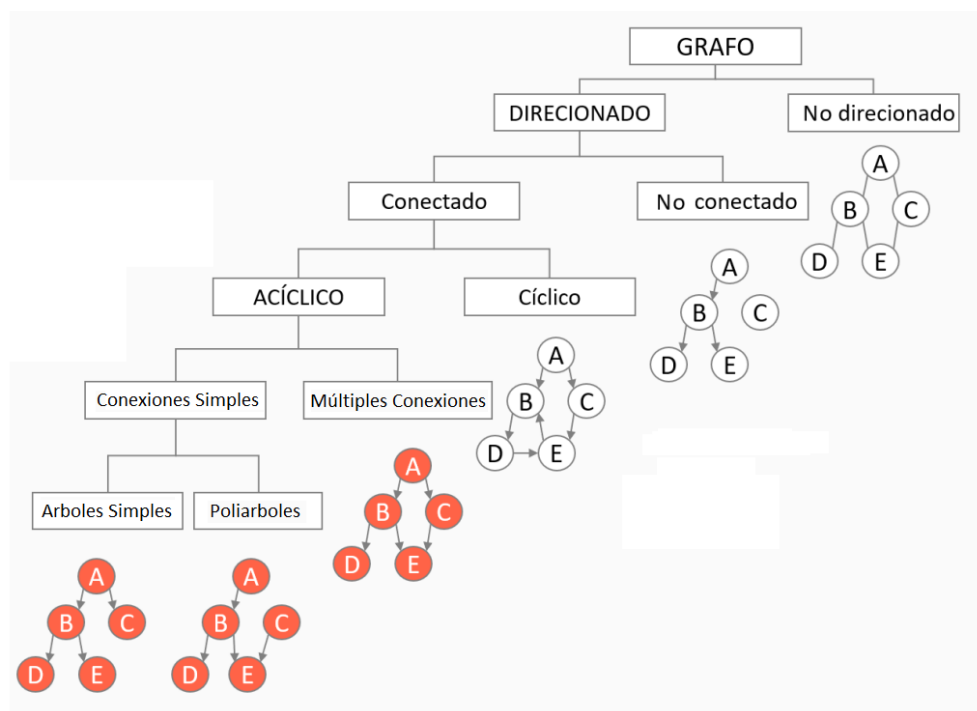 GRAFO
DIRECIONADO
No direcionado
Conectado
No conectado
ACÍCLICO
Cíclico
Conexiones Simples
Múltiples Conexiones
Arboles Simples
Poliarboles
A
B
C
D
E
A
B
C
D
E
A
B
C
D
E
A
B
C
D
E
A
B
C
D
E
A
B
C
D
E